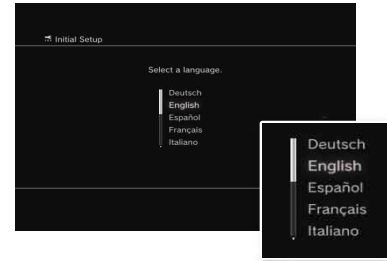 Initial Setup
Select a language.
Deutsch
English
Español
Français
Italiano
Deutsch
English
Español
Français
Italiano